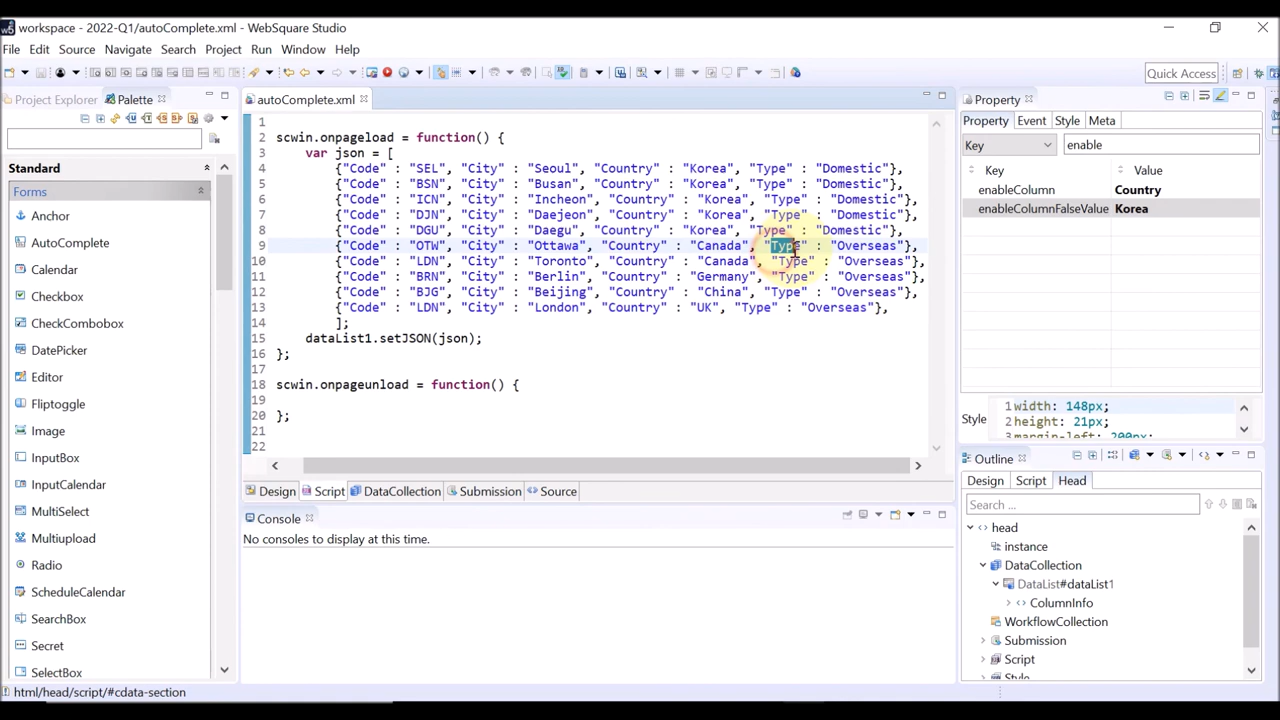 workspace - 2022-Q1/autoComplete.xml - WebSquare Studio
File Edit Source Navigate Search Project Run Window Help
Quick Access
Project Explorer Palette
Standard
Forms
Anchor
AutoComplete
Calendar
Checkbox
CheckCombobox
DatePicker
Editor
Fliptoggle
Image
InputBox
InputCalendar
MultiSelect
Multiupload
Radio
ScheduleCalendar
SearchBox
Secret
SelectBox
autoComplete.xml
1
2 scwin.onpageload = function() {
3 var json = [
4 {"Code" : "SEL", "City" : "Seoul", "Country" : "Korea", "Type" : "Domestic"},
5 {"Code" : "BSN", "City" : "Busan", "Country" : "Korea", "Type" : "Domestic"},
6 {"Code" : "ICN", "City" : "Incheon", "Country" : "Korea", "Type" : "Domestic"},
7 {"Code" : "DJN", "City" : "Daejeon", "Country" : "Korea", "Type" : "Domestic"},
8 {"Code" : "DGU", "City" : "Daegu", "Country" : "Korea", "Type" : "Domestic"},
9 {"Code" : "OTW", "City" : "Ottawa", "Country" : "Canada", "Type" : "Overseas"},
10 {"Code" : "LDN", "City" : "Toronto", "Country" : "Canada", "Type" : "Overseas"},
11 {"Code" : "BRN", "City" : "Berlin", "Country" : "Germany", "Type" : "Overseas"},
12 {"Code" : "BJG", "City" : "Beijing", "Country" : "China", "Type" : "Overseas"},
13 {"Code" : "LDN", "City" : "London", "Country" : "UK", "Type" : "Overseas"},
14 ];
15 dataList1.setJSON(json);
16 };
17
18 scwin.onpageunload = function() {
19
20 };
21
22
Design Script DataCollection Submission Source
Console
No consoles to display at this time.
Property
Property Event Style Meta
Key enable
Key Value
enableColumn Country
enableColumnFalseValue Korea
Style
1 width: 148px;
2 height: 21px;
3 margin-left: 200px;
Outline
Design Script Head
Search ...
head
instance
DataCollection
DataList#dataList1
ColumnInfo
WorkflowCollection
Submission
Script
Style
html/head/script/#cdata-section